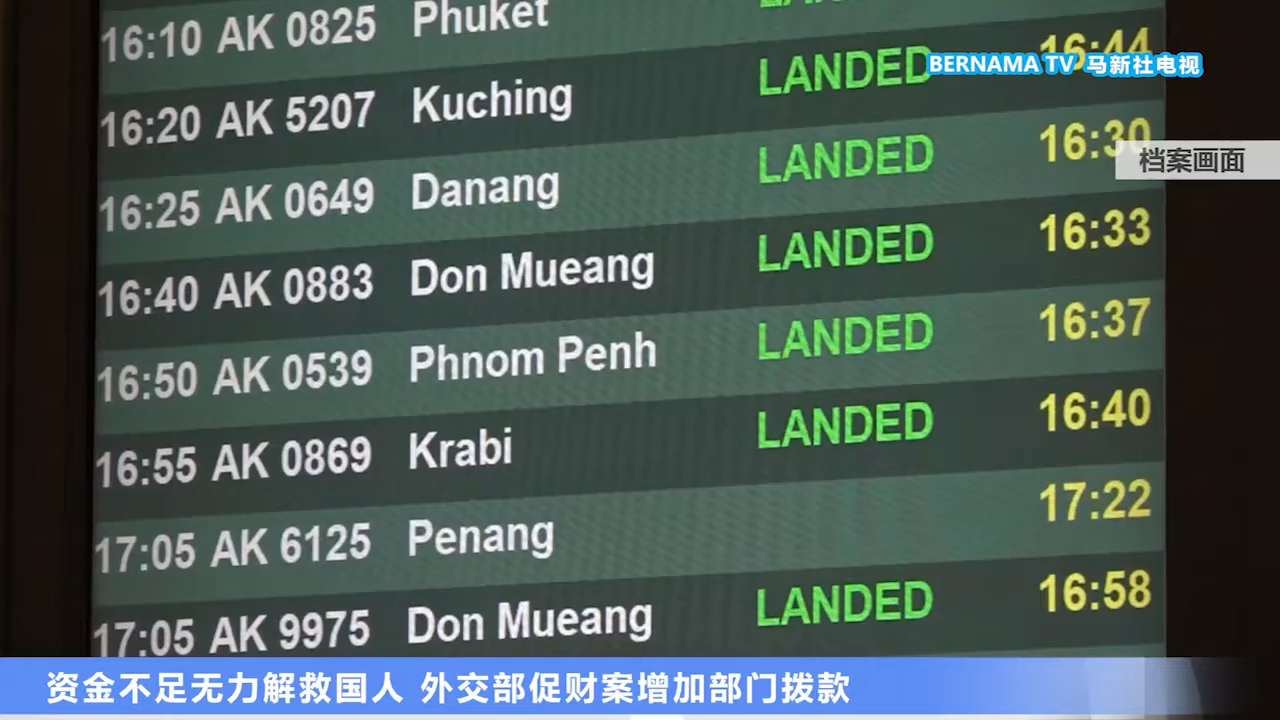 16:10 AK 0825 Phuket
16:20 AK 5207 Kuching LANDED 16:44
BERNAMA TV 马新社电视
16:25 AK 0649 Danang LANDED 16:30
档案画面
16:40 AK 0883 Don Mueang LANDED 16:33
16:50 AK 0539 Phnom Penh LANDED 16:37
16:55 AK 0869 Krabi LANDED 16:40
17:05 AK 6125 Penang 17:22
17:05 AK 9975 Don Mueang LANDED 16:58
资金不足无力解救国人 外交部促财案增加部门拨款